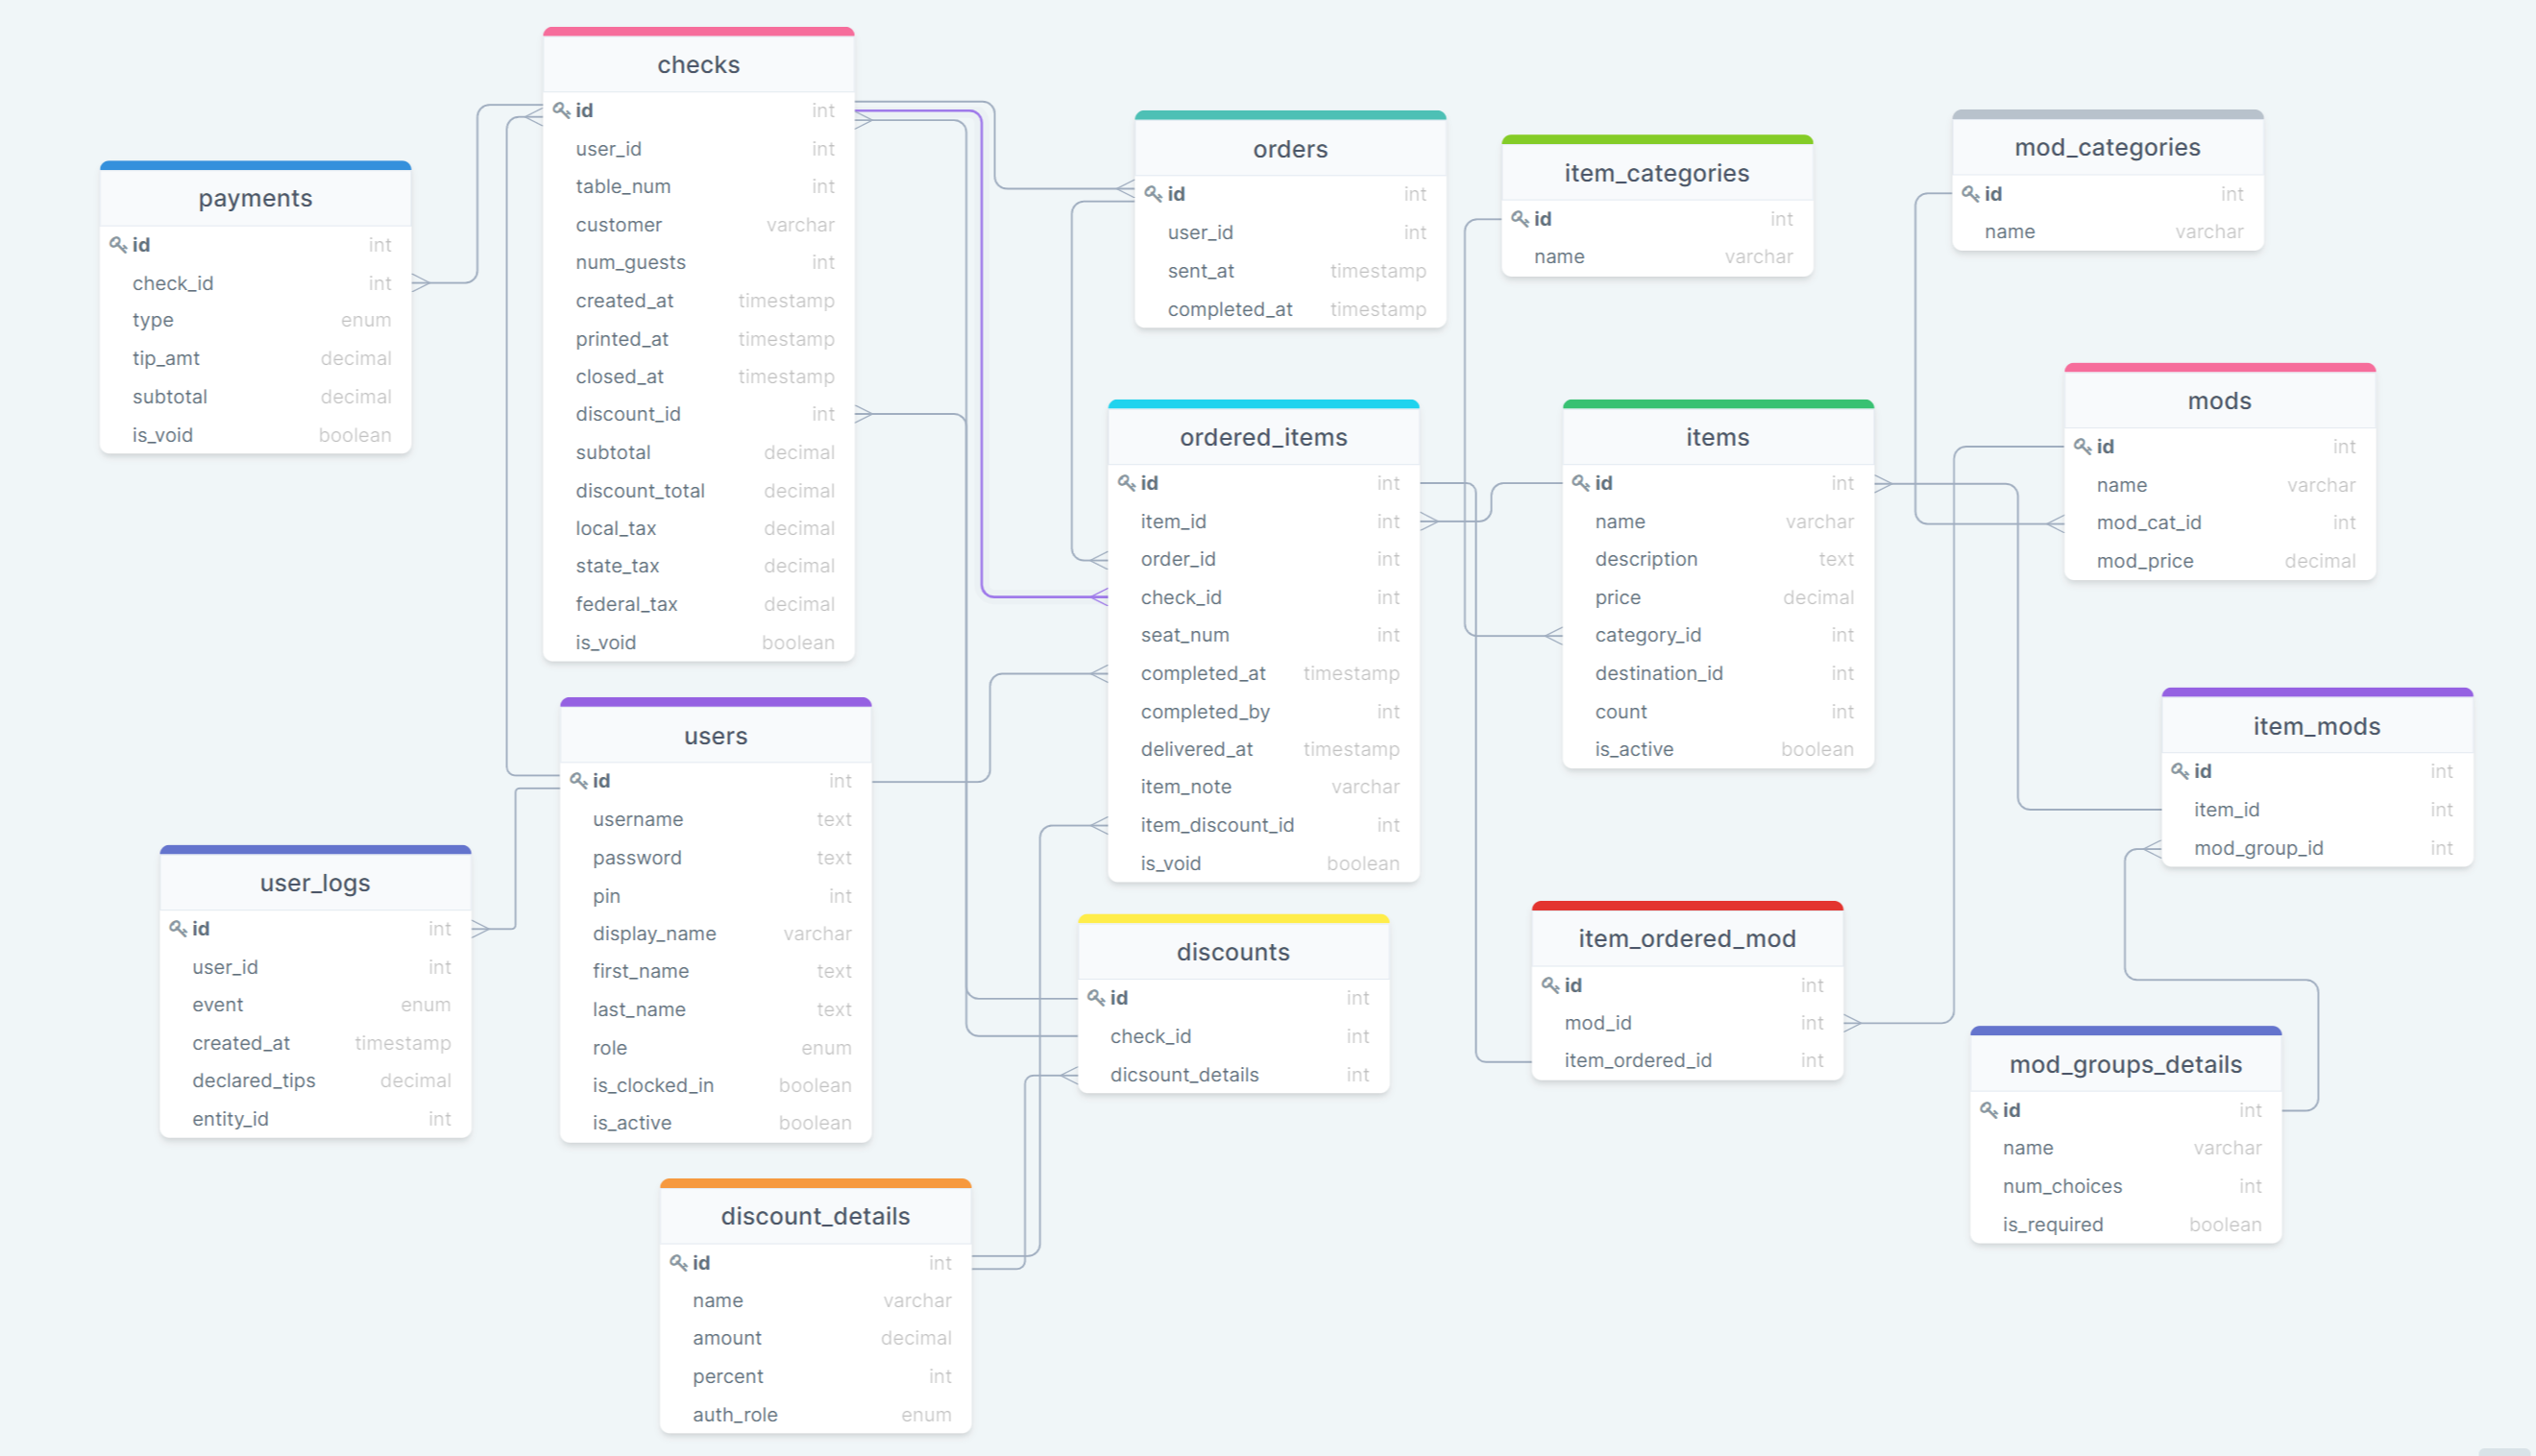 checks
id int
user_id int
table_num int
customer varchar
num_guests int
created_at timestamp
printed_at timestamp
closed_at timestamp
discount_id int
subtotal decimal
discount_total decimal
local_tax decimal
state_tax decimal
federal_tax decimal
is_void boolean
payments
id int
check_id int
type enum
tip_amt decimal
subtotal decimal
is_void boolean
orders
id int
user_id int
sent_at timestamp
completed_at timestamp
item_categories
id int
name varchar
mod_categories
id int
name varchar
mods
id int
name varchar
mod_cat_id int
mod_price decimal
ordered_items
id int
item_id int
order_id int
check_id int
seat_num int
completed_at timestamp
completed_by int
delivered_at timestamp
item_note varchar
item_discount_id int
is_void boolean
items
id int
name varchar
description text
price decimal
category_id int
destination_id int
count int
is_active boolean
item_mods
id int
item_id int
mod_group_id int
users
id int
username text
password text
pin int
display_name varchar
first_name text
last_name text
role enum
is_clocked_in boolean
is_active boolean
user_logs
id int
user_id int
event enum
created_at timestamp
declared_tips decimal
entity_id int
discounts
id int
check_id int
dicsount_details int
item_ordered_mod
id int
mod_id int
item_ordered_id int
mod_groups_details
id int
name varchar
num_choices int
is_required boolean
discount_details
id int
name varchar
amount decimal
percent int
auth_role enum